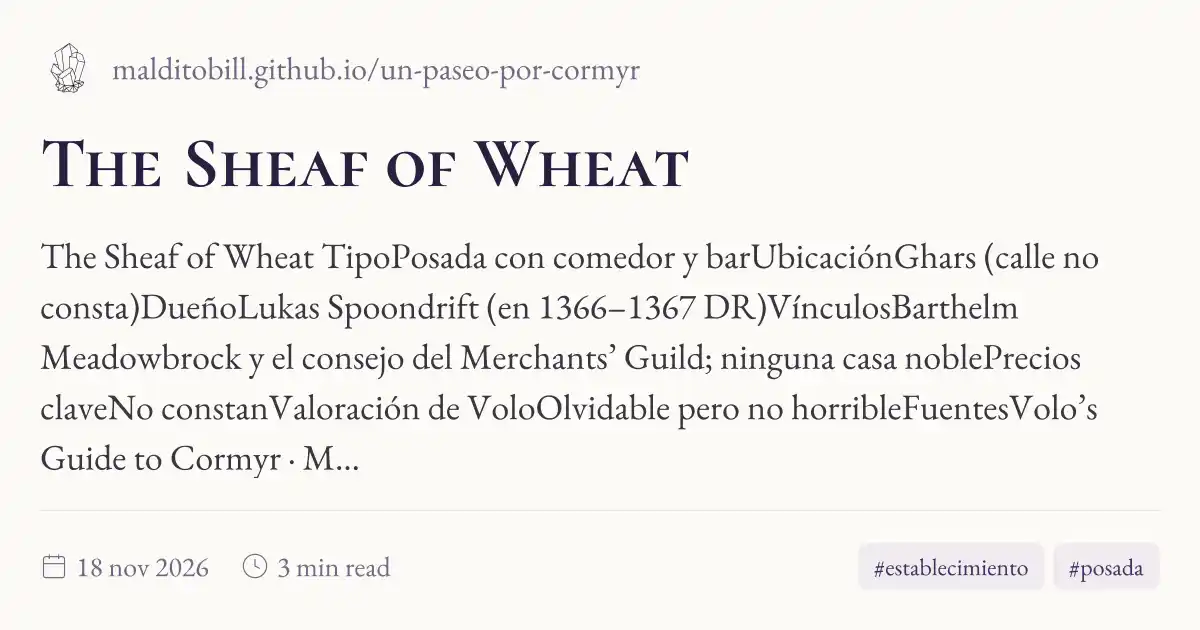 malditobill.github.io/un-paseo-por-cormyr
The Sheaf of Wheat
The Sheaf of Wheat TipoPosada con comedor y barUbicaciónGhars (calle no
consta)DueñoLukas Spoondrift (en 1366–1367 DR)VínculosBarthelm
Meadowbrock y el consejo del Merchants’ Guild; ninguna casa noblePrecios
claveNo constanValoración de VoloOlvidable pero no horribleFuentesVolo’s
Guide to Cormyr · M...
18 nov 2026
3 min read
#establecimiento
#posada